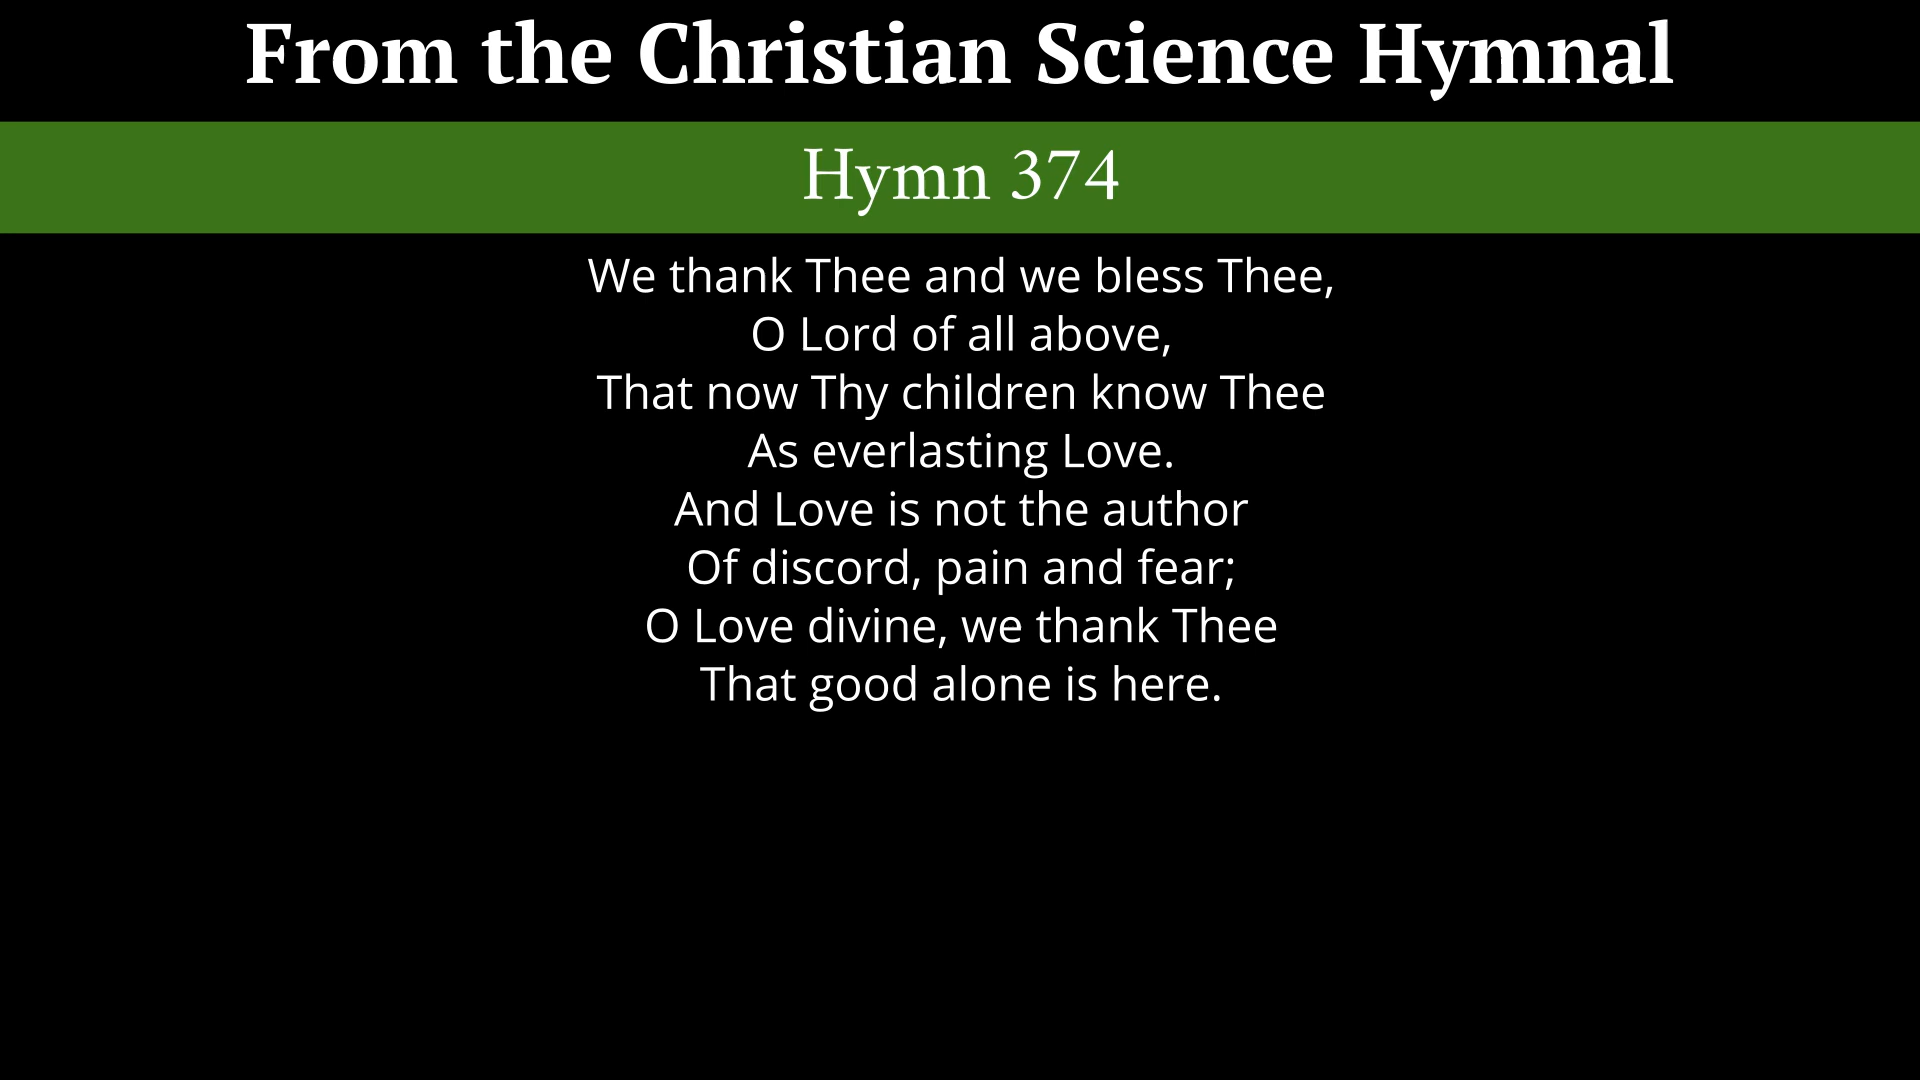 From the Christian Science Hymnal
Hymn 374
We thank Thee and we bless Thee,
O Lord of all above,
That now Thy children know Thee
As everlasting Love.
And Love is not the author
Of discord, pain and fear;
O Love divine, we thank Thee
That good alone is here.